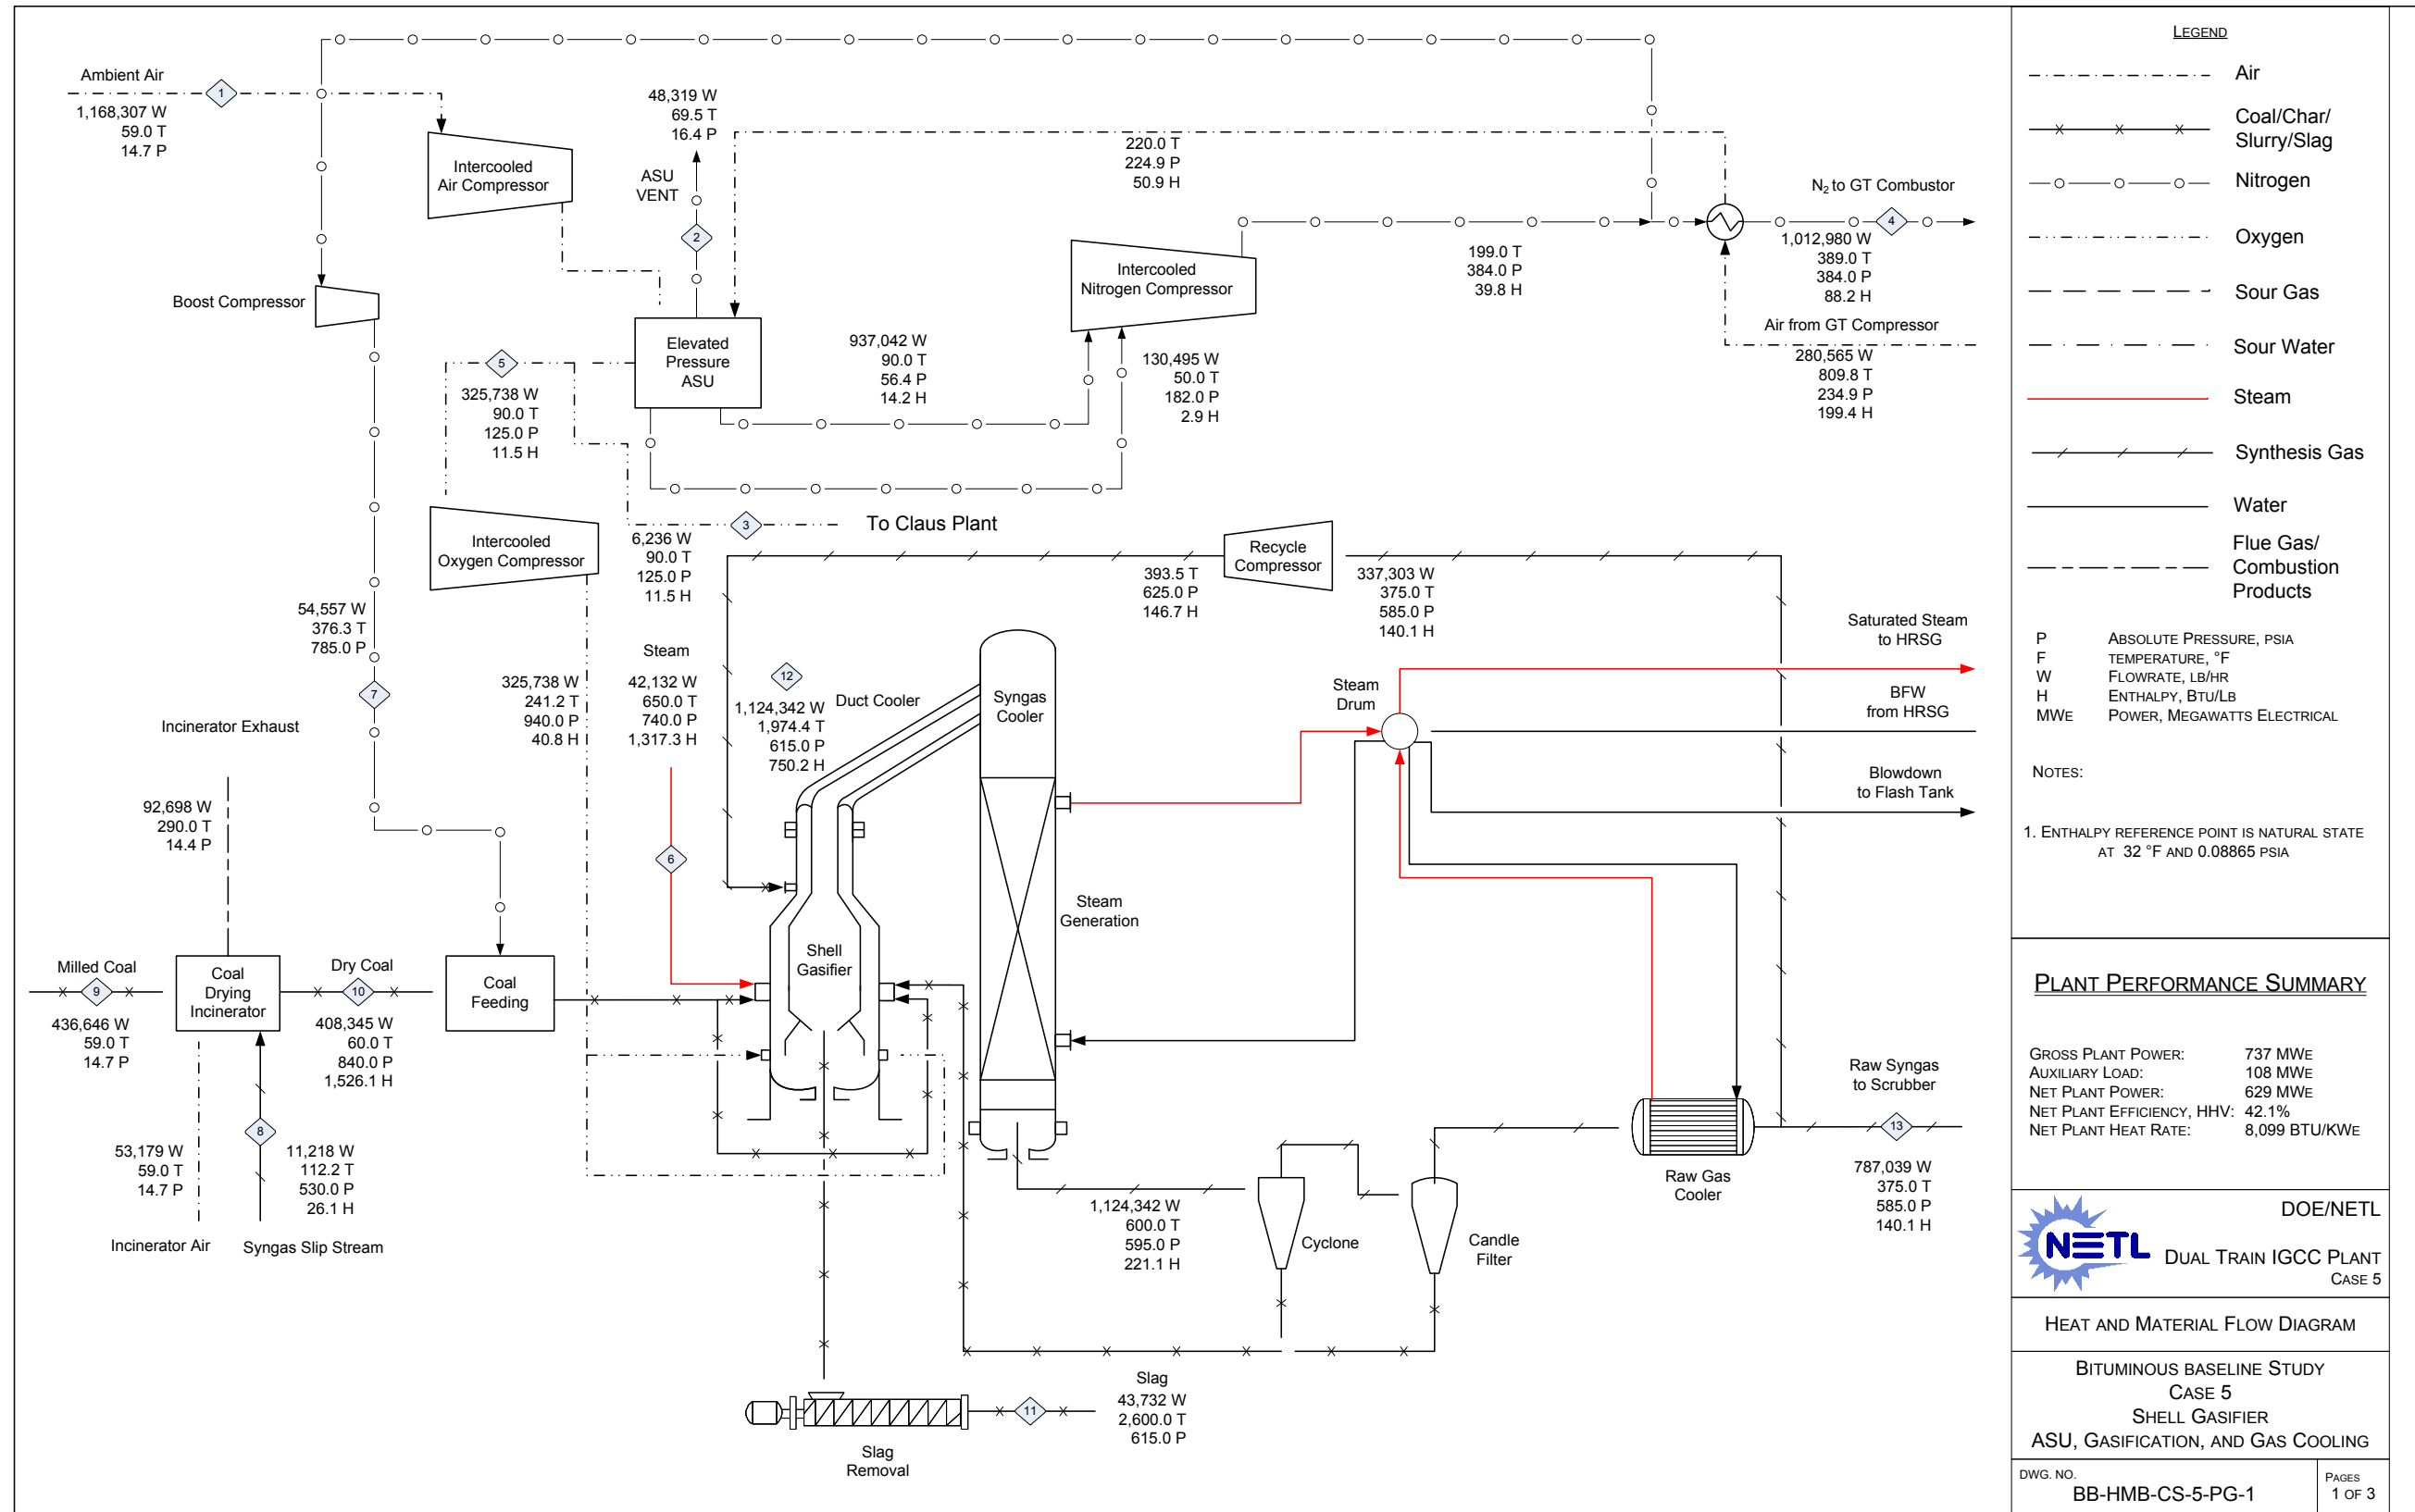 Ambient Air
1
1,168,307 W
59.0 T
14.7 P
Intercooled
Air Compressor
48,319 W
69.5 T
16.4 P
ASU
VENT
2
220.0 T
224.9 P
50.9 H
N2 to GT Combustor
4
1,012,980 W
389.0 T
384.0 P
88.2 H
199.0 T
384.0 P
39.8 H
Intercooled
Nitrogen Compressor
Air from GT Compressor
280,565 W
809.8 T
234.9 P
199.4 H
Boost Compressor
Elevated
Pressure
ASU
937,042 W
90.0 T
56.4 P
14.2 H
130,495 W
50.0 T
182.0 P
2.9 H
5
325,738 W
90.0 T
125.0 P
11.5 H
3
To Claus Plant
6,236 W
90.0 T
125.0 P
11.5 H
Intercooled
Oxygen Compressor
Recycle
Compressor
393.5 T
625.0 P
146.7 H
337,303 W
375.0 T
585.0 P
140.1 H
54,557 W
376.3 T
785.0 P
7
325,738 W
241.2 T
940.0 P
40.8 H
Steam
42,132 W
650.0 T
740.0 P
1,317.3 H
6
12
1,124,342 W
1,974.4 T
615.0 P
750.2 H
Duct Cooler
Syngas
Cooler
Steam
Drum
Saturated Steam
to HRSG
BFW
from HRSG
Blowdown
to Flash Tank
Incinerator Exhaust
92,698 W
290.0 T
14.4 P
Steam
Generation
Shell
Gasifier
Milled Coal
9
436,646 W
59.0 T
14.7 P
Coal
Drying
Incinerator
Dry Coal
10
408,345 W
60.0 T
840.0 P
1,526.1 H
Coal
Feeding
53,179 W
59.0 T
14.7 P
Incinerator Air
8
11,218 W
112.2 T
530.0 P
26.1 H
Syngas Slip Stream
Raw Syngas
to Scrubber
13
787,039 W
375.0 T
585.0 P
140.1 H
Raw Gas
Cooler
1,124,342 W
600.0 T
595.0 P
221.1 H
Cyclone
Candle
Filter
Slag
43,732 W
2,600.0 T
615.0 P
11
Slag
Removal
LEGEND
Air
Coal/Char/
Slurry/Slag
Nitrogen
Oxygen
Sour Gas
Sour Water
Steam
Synthesis Gas
Water
Flue Gas/
Combustion
Products
P ABSOLUTE PRESSURE, PSIA
F TEMPERATURE, °F
W FLOWRATE, LB/HR
H ENTHALPY, BTU/LB
MWE POWER, MEGAWATTS ELECTRICAL
NOTES:
1. ENTHALPY REFERENCE POINT IS NATURAL STATE
AT 32 °F AND 0.08865 PSIA
PLANT PERFORMANCE SUMMARY
GROSS PLANT POWER: 737 MWE
AUXILIARY LOAD: 108 MWE
NET PLANT POWER: 629 MWE
NET PLANT EFFICIENCY, HHV: 42.1%
NET PLANT HEAT RATE: 8,099 BTU/KWE
NETL
DOE/NETL
DUAL TRAIN IGCC PLANT
CASE 5
HEAT AND MATERIAL FLOW DIAGRAM
BITUMINOUS BASELINE STUDY
CASE 5
SHELL GASIFIER
ASU, GASIFICATION, AND GAS COOLING
DWG. NO.
BB-HMB-CS-5-PG-1
PAGES
1 OF 3